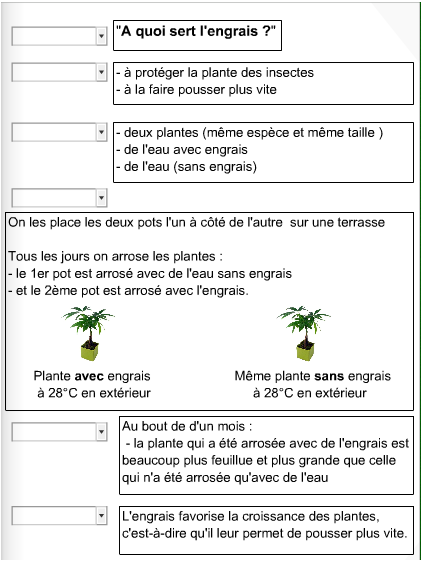 "A quoi sert l'engrais ?"
- à protéger la plante des insectes
- à la faire pousser plus vite
- deux plantes (même espèce et même taille )
- de l'eau avec engrais
- de l'eau (sans engrais)
On les place les deux pots l'un à côté de l'autre sur une terrasse
Tous les jours on arrose les plantes :
- le 1er pot est arrosé avec de l'eau sans engrais
- et le 2ème pot est arrosé avec l'engrais.
Plante avec engrais
à 28°C en extérieur
Même plante sans engrais
à 28°C en extérieur
Au bout de d'un mois :
- la plante qui a été arrosée avec de l'engrais est
beaucoup plus feuillue et plus grande que celle
qui n'a été arrosée qu'avec de l'eau
L'engrais favorise la croissance des plantes,
c'est-à-dire qu'il leur permet de pousser plus vite.